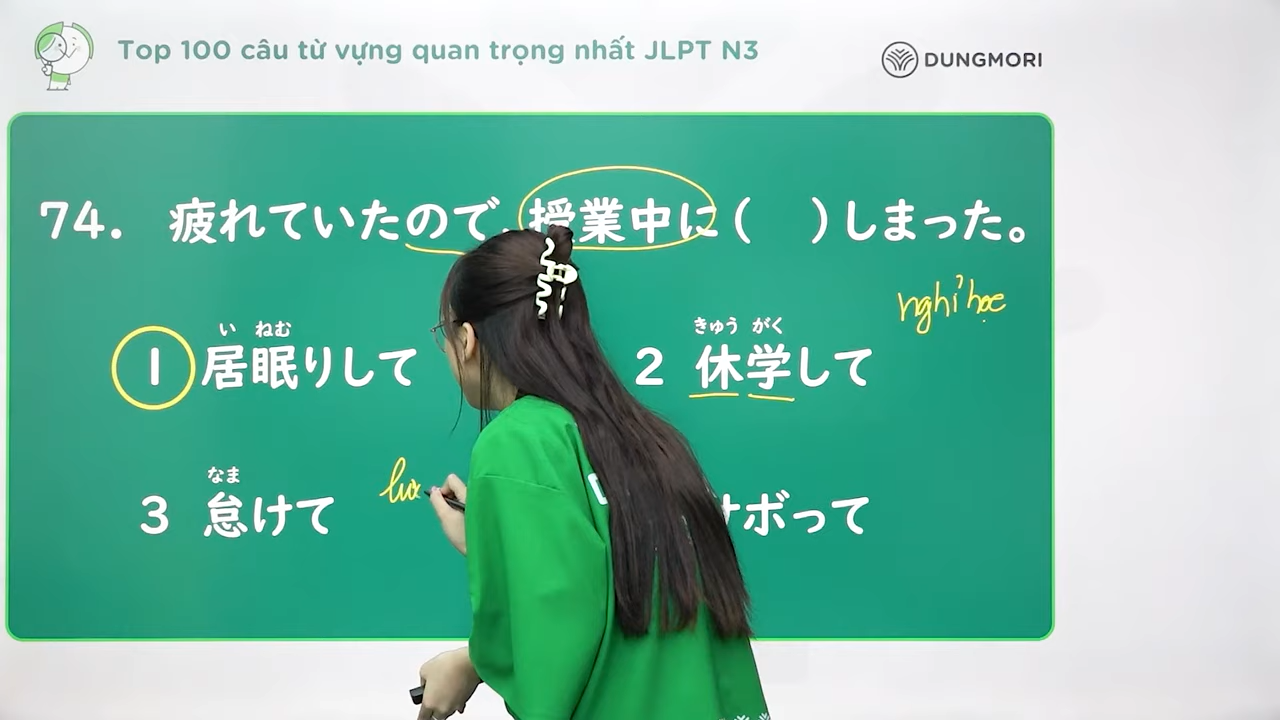 Top 100 câu từ vựng quan trọng nhất JLPT N3
DUNGMORI
74. 疲れていたので、授業中に( )しまった。
nghỉ học
い ねむ
1 居眠りして
きゅう がく
2 休学して
なま
3 怠けて
サボって